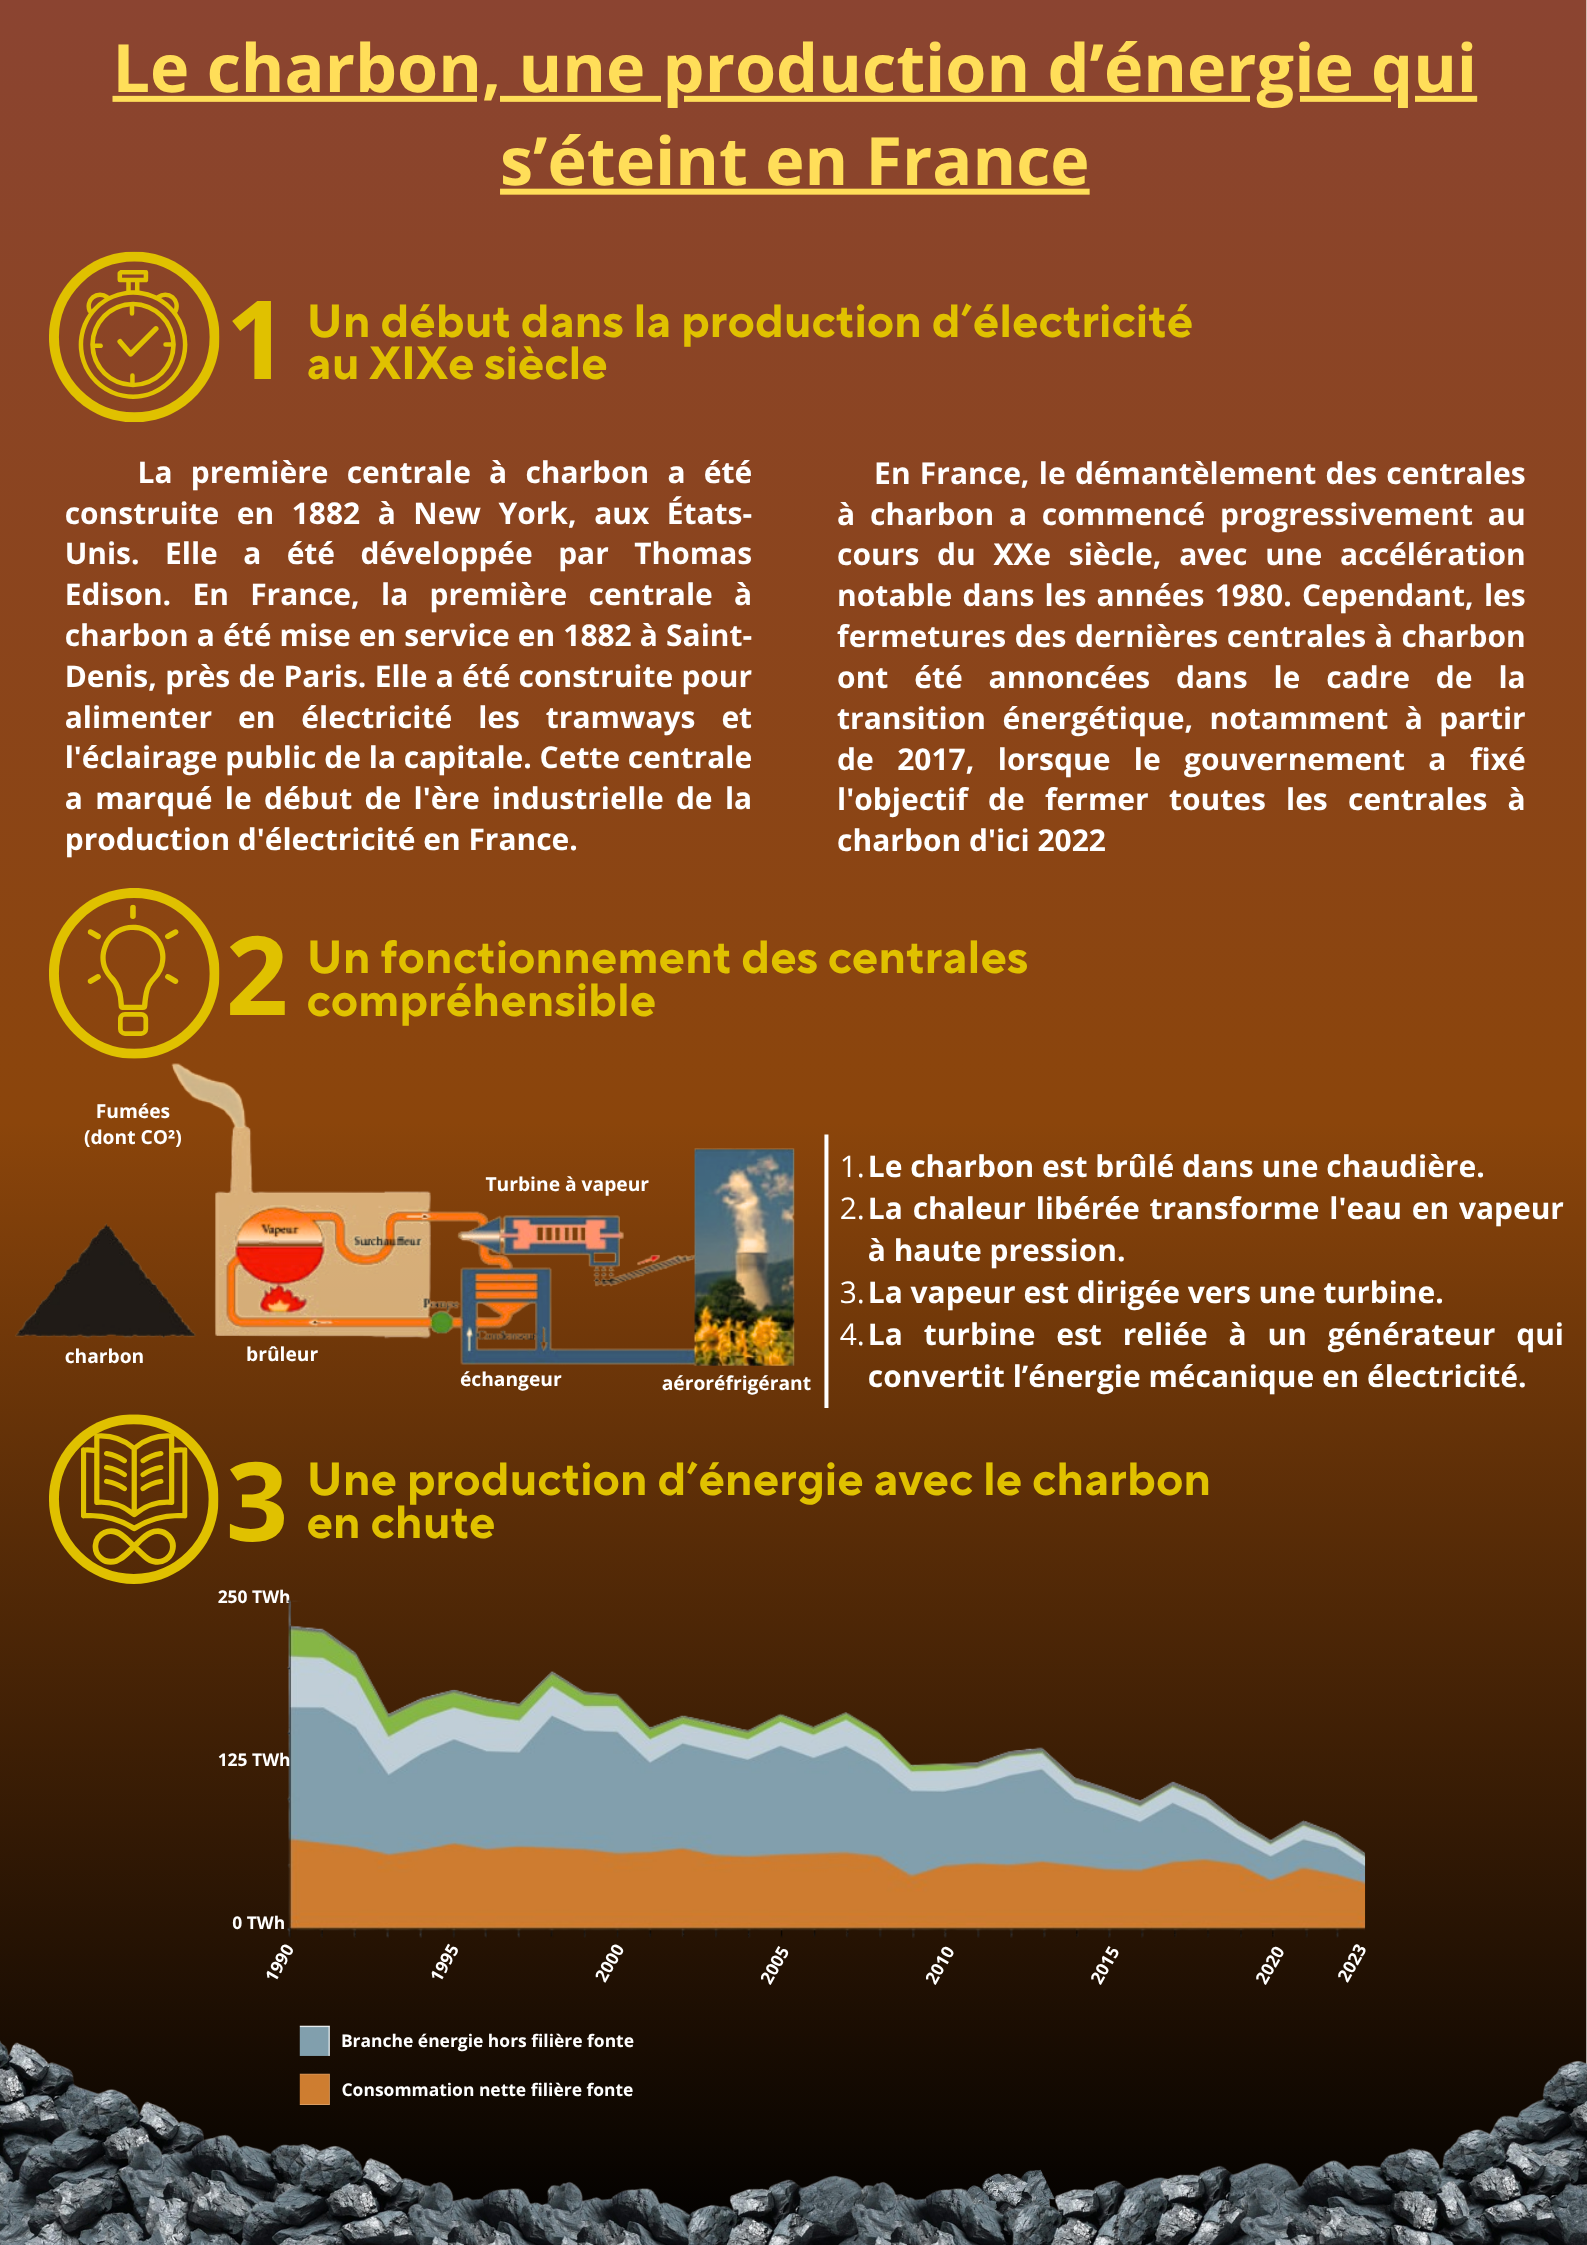 Le charbon, une production d’énergie qui
s’éteint en France
1
Un début dans la production d’électricité
au XIXe siècle
La première centrale à charbon a été
construite en 1882 à New York, aux États-
Unis. Elle a été développée par Thomas
Edison. En France, la première centrale à
charbon a été mise en service en 1882 à Saint-
Denis, près de Paris. Elle a été construite pour
alimenter en électricité les tramways et
l'éclairage public de la capitale. Cette centrale
a marqué le début de l'ère industrielle de la
production d'électricité en France.
En France, le démantèlement des centrales
à charbon a commencé progressivement au
cours du XXe siècle, avec une accélération
notable dans les années 1980. Cependant, les
fermetures des dernières centrales à charbon
ont été annoncées dans le cadre de la
transition énergétique, notamment à partir
de 2017, lorsque le gouvernement a fixé
l'objectif de fermer toutes les centrales à
charbon d'ici 2022
2
Un fonctionnement des centrales
compréhensible
Fumées
(dont CO²)
Turbine à vapeur
Vapeur
Surchauffeur
charbon
brûleur
échangeur
aéroréfrigérant
1. Le charbon est brûlé dans une chaudière.
2. La chaleur libérée transforme l'eau en vapeur
à haute pression.
3. La vapeur est dirigée vers une turbine.
4. La turbine est reliée à un générateur qui
convertit l’énergie mécanique en électricité.
3
Une production d’énergie avec le charbon
en chute
250 TWh
125 TWh
0 TWh
1990
1995
2000
2005
2010
2015
2020
2023
Branche énergie hors filière fonte
Consommation nette filière fonte